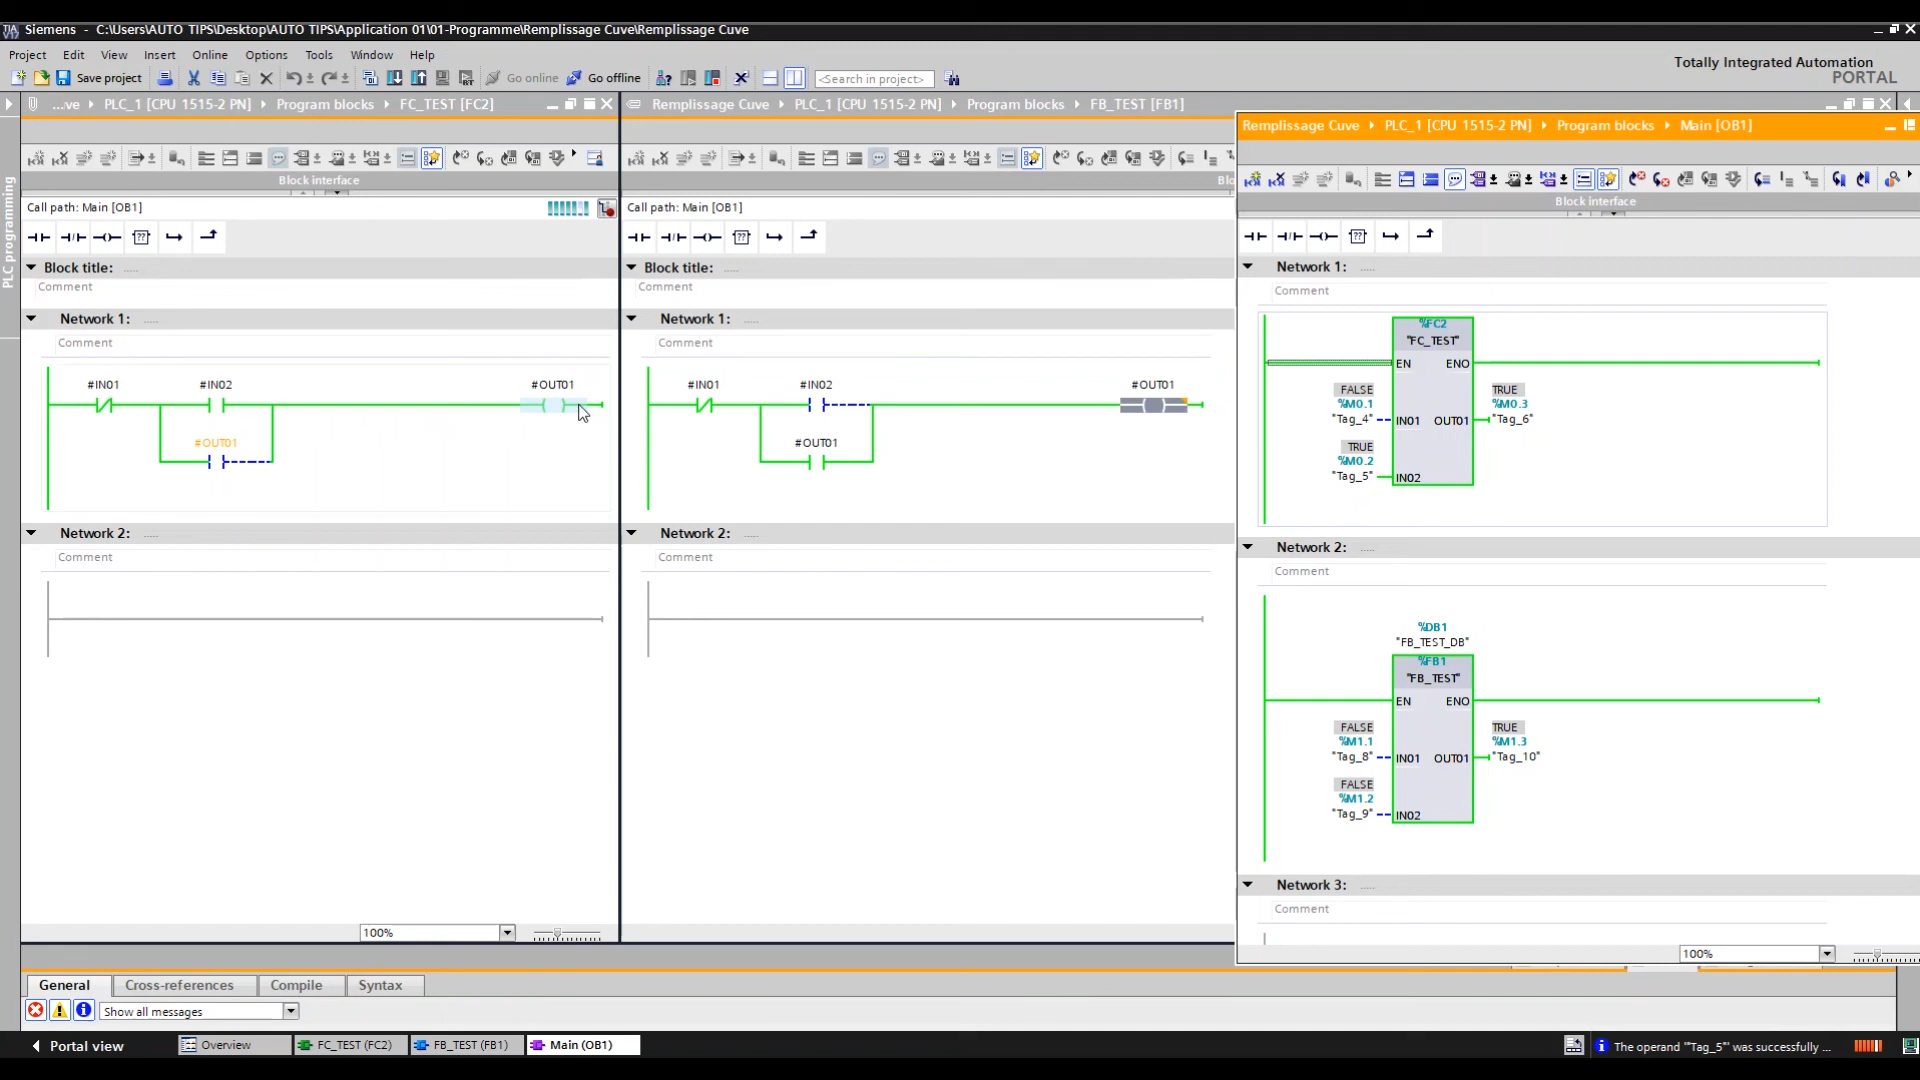 Siemens - C:\Users\AUTO TIPS\Desktop\AUTO TIPS\Application 01\01-Programme\Remplissage Cuve\Remplissage Cuve
Project Edit View Insert Online Options Tools Window Help
Totally Integrated Automation
PORTAL
Save project
Go online
Go offline
<Search in project>
PLC programming
...ve PLC_1 [CPU 1515-2 PN] Program blocks FC_TEST [FC2]
Block interface
Call path: Main [OB1]
Block title: .....
Comment
Network 1: .....
Comment
#IN01
#IN02
#OUT01
#OUT01
Network 2: .....
Comment
100%
Remplissage Cuve PLC_1 [CPU 1515-2 PN] Program blocks FB_TEST [FB1]
Call path: Main [OB1]
Block title: .....
Comment
Network 1: .....
Comment
#IN01
#IN02
#OUT01
#OUT01
Network 2: .....
Comment
Remplissage Cuve PLC_1 [CPU 1515-2 PN] Program blocks Main [OB1]
Block interface
Network 1: .....
Comment
%FC2
"FC_TEST"
EN ENO
FALSE
%M0.1
"Tag_4" IN01
OUT01
TRUE
%M0.3
"Tag_6"
TRUE
%M0.2
"Tag_5" IN02
Network 2: .....
Comment
%DB1
"FB_TEST_DB"
%FB1
"FB_TEST"
EN ENO
FALSE
%M1.1
"Tag_8" IN01
OUT01
TRUE
%M1.3
"Tag_10"
FALSE
%M1.2
"Tag_9" IN02
Network 3: .....
Comment
100%
General Cross-references Compile Syntax
Show all messages
Portal view
Overview
FC_TEST (FC2)
FB_TEST (FB1)
Main (OB1)
The operand '"Tag_5"' was successfully ...